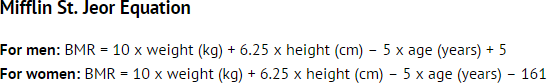 Mifflin St. Jeor Equation
For men: BMR = 10 x weight (kg) + 6.25 x height (cm) – 5 x age (years) + 5
For women: BMR = 10 x weight (kg) + 6.25 x height (cm) – 5 x age (years) – 161